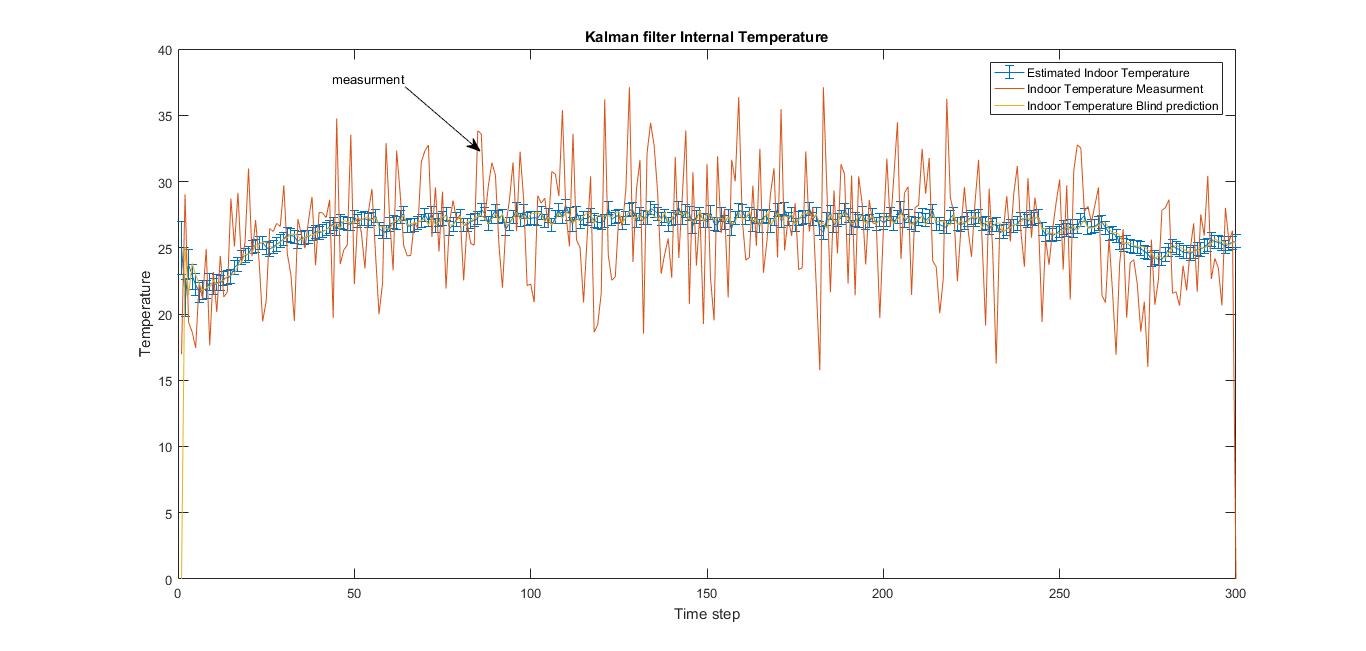 Kalman filter Internal Temperature
measurment
Estimated Indoor Temperature
Indoor Temperature Measurment
Indoor Temperature Blind prediction
Temperature
40
35
30
25
20
15
10
5
0
0 50 100 150 200 250 300
Time step